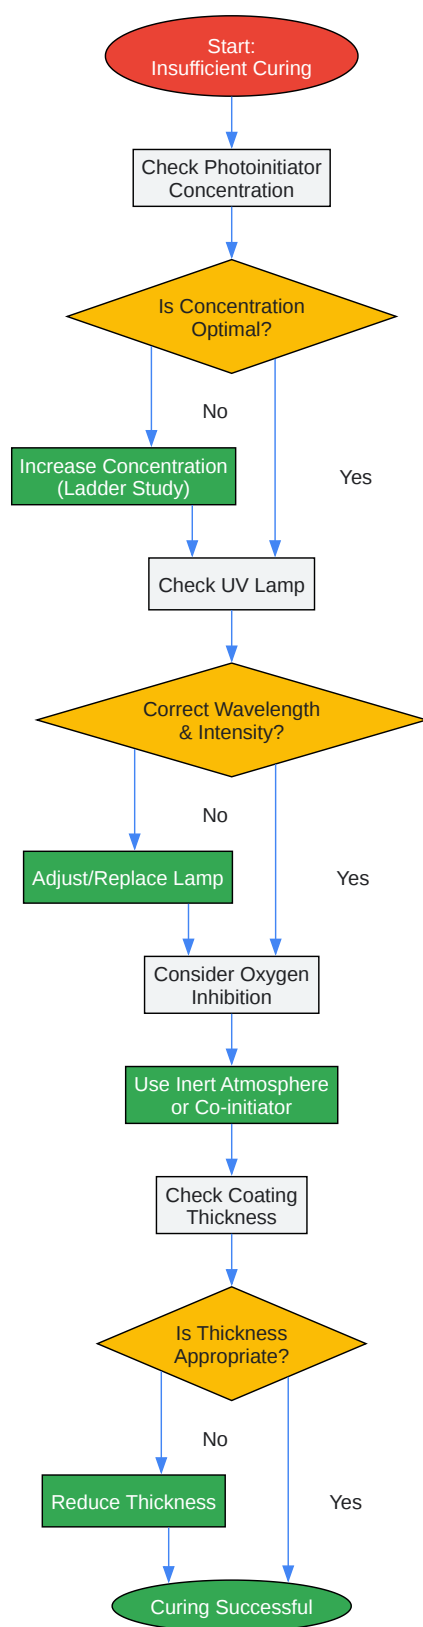 Start:
Insufficient Curing
Check Photoinitiator
Concentration
Is Concentration
Optimal?
No
Increase Concentration
(Ladder Study)
Yes
Check UV Lamp
Correct Wavelength
& Intensity?
No
Adjust/Replace Lamp
Yes
Consider Oxygen
Inhibition
Use Inert Atmosphere
or Co-initiator
Check Coating
Thickness
Is Thickness
Appropriate?
No
Reduce Thickness
Yes
Curing Successful